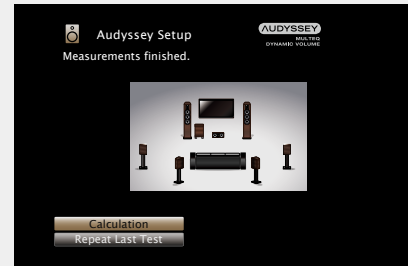 Audyssey Setup
AUDYSSEY
MULTEQ
DYNAMIC VOLUME
Measurements finished.
Calculation
Repeat Last Test